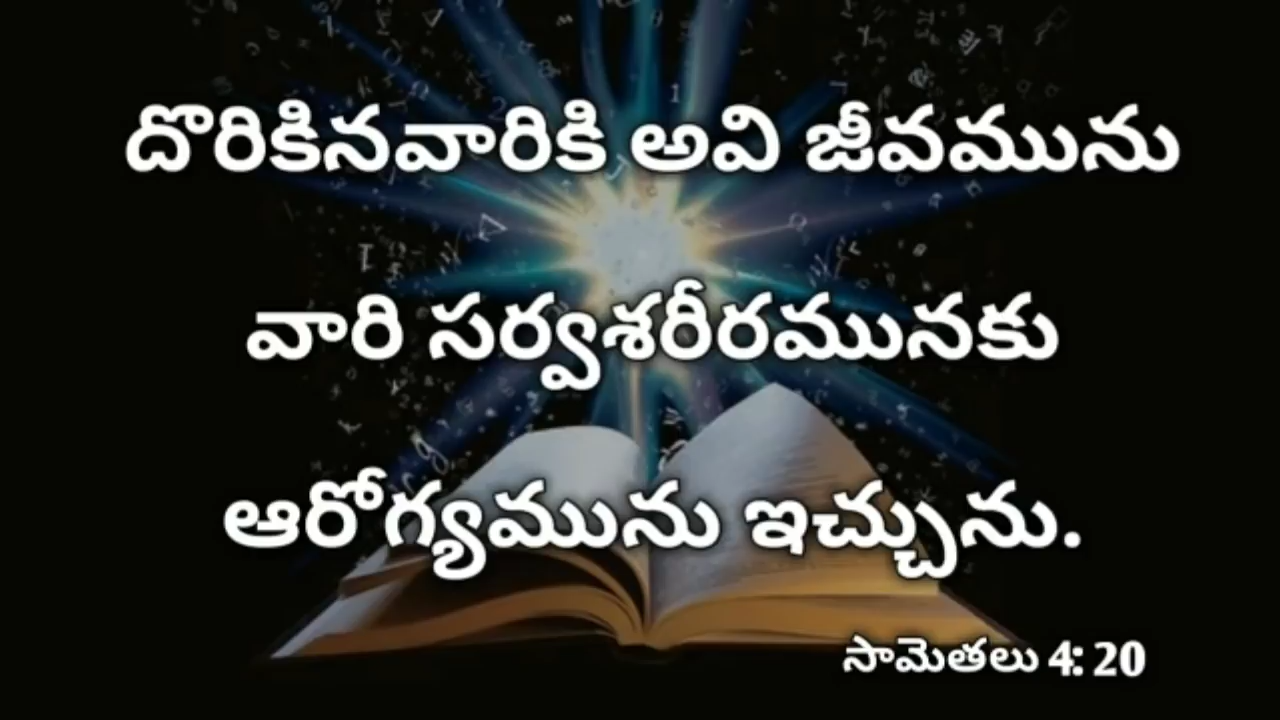 దొరికినవారికి అవి జీవమును
వారి సర్వశరీరమునకు
ఆరోగ్యమును ఇచ్చును.
సామెతలు 4: 20